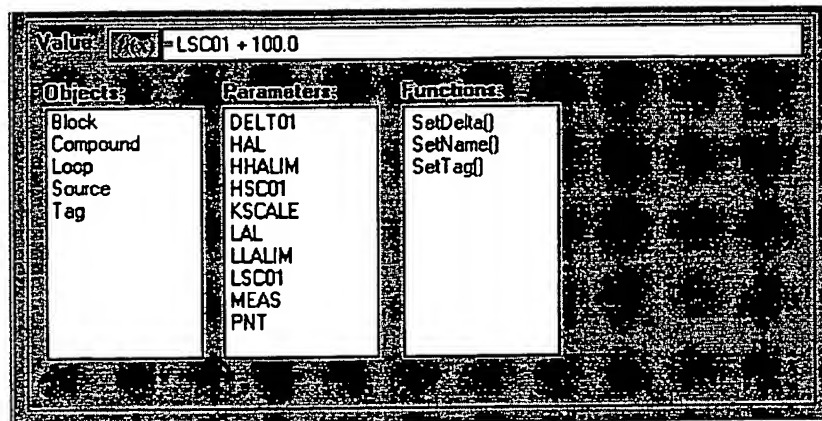 Value: f(x) =LSC01 + 100.0
Objects:
Block
Compound
Loop
Source
Tag
Parameters:
DELT01
HAL
HHALIM
HSC01
KSCALE
LAL
LLALIM
LSC01
MEAS
PNT
Functions:
SetDelta()
SetName()
SetTag()